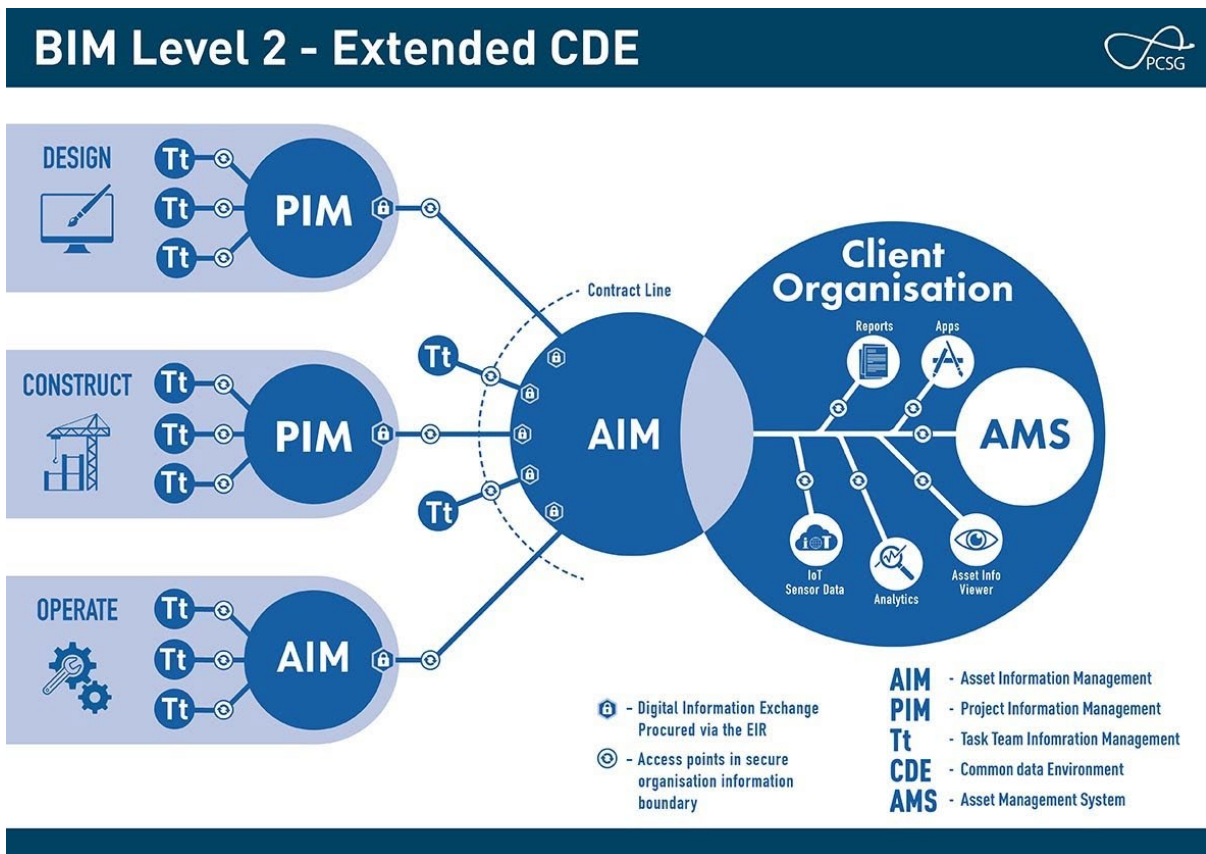 BIM Level 2 - Extended CDE
PCSG
DESIGN
Tt
Tt
Tt
PIM
CONSTRUCT
Tt
Tt
Tt
PIM
OPERATE
Tt
Tt
Tt
AIM
Contract Line
Tt
Tt
AIM
Client
Organisation
Reports
Apps
AMS
IoT
IoT
Sensor Data
Analytics
Asset Info
Viewer
- Digital Information Exchange
Procured via the EIR
- Access points in secure
organisation information
boundary
AIM - Asset Information Management
PIM - Project Information Management
Tt - Task Team Infomration Management
CDE - Common data Environment
AMS - Asset Management System